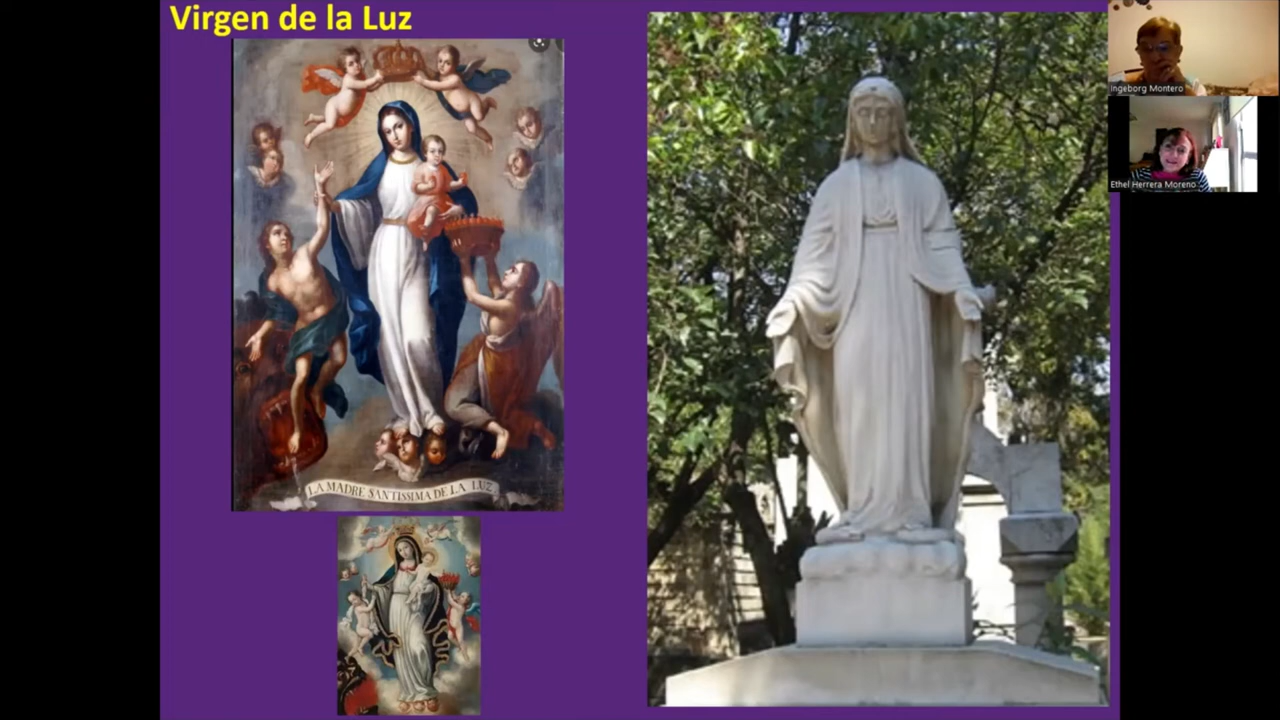 Virgen de la Luz
LA MADRE SANTISSIMA DE LA LUZ
Ingeborg Montero
Ethel Herrera Moreno